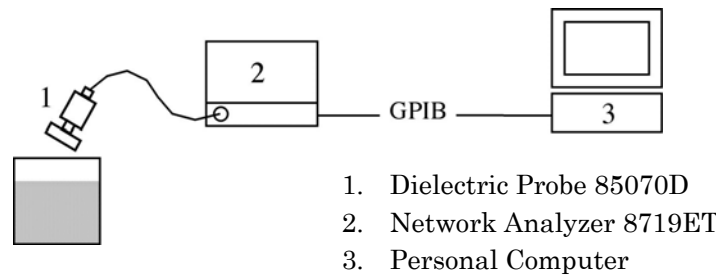 2
1
GPIB
3
1. Dielectric Probe 85070D
2. Network Analyzer 8719ET
3. Personal Computer